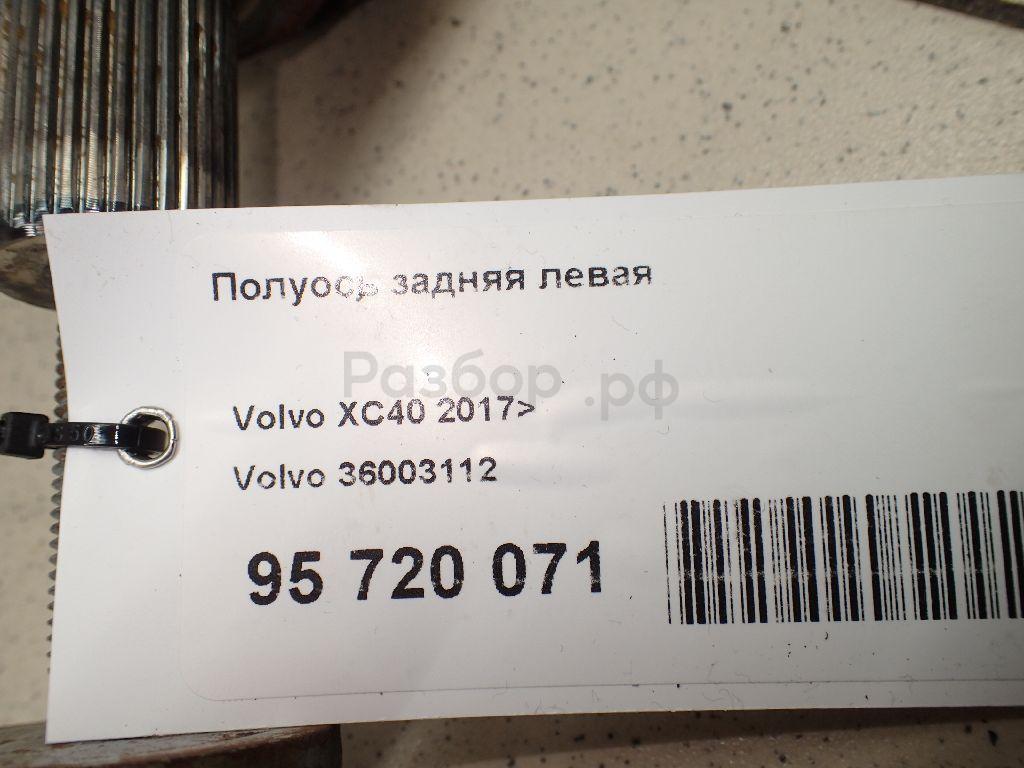 Полуось задняя левая
Разбор.рф
Volvo XC40 2017>
Volvo 36003112
95 720 071